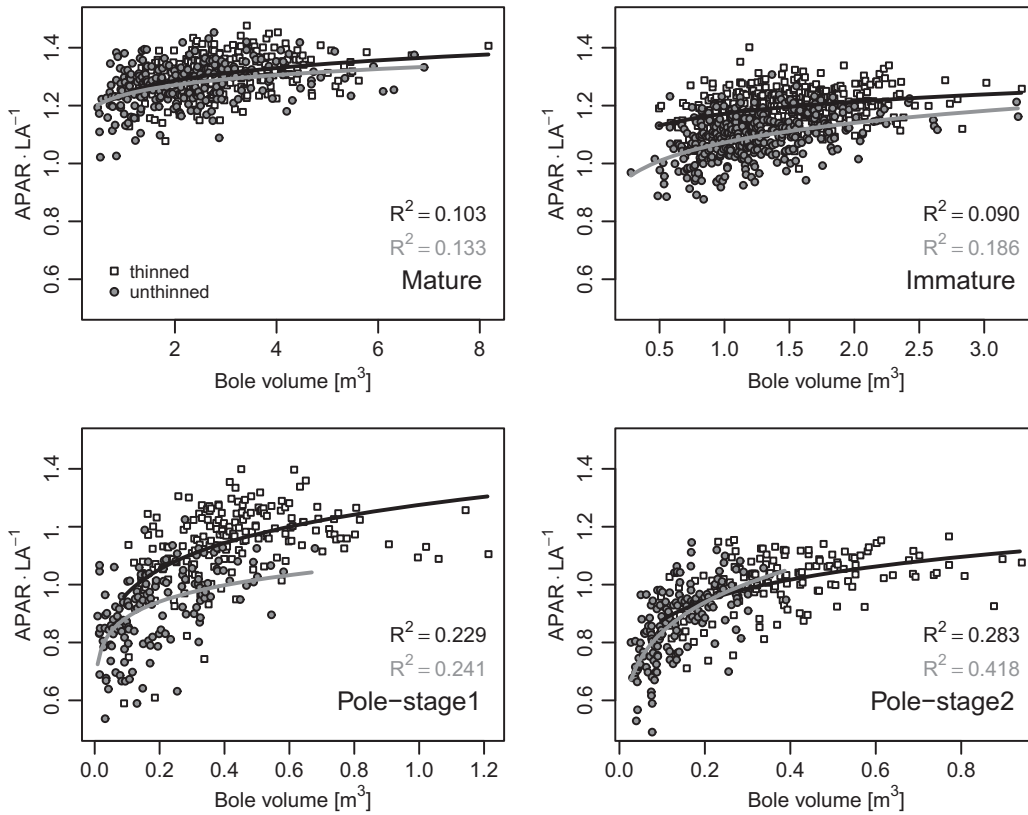 APAR · LA⁻¹
1.4
1.2
1.0
0.8
0.6
R² = 0.103
R² = 0.133
thinned
unthinned
Mature
2 4 6 8
Bole volume [m³]
APAR · LA⁻¹
1.4
1.2
1.0
0.8
0.6
R² = 0.090
R² = 0.186
Immature
0.5 1.0 1.5 2.0 2.5 3.0
Bole volume [m³]
APAR · LA⁻¹
1.4
1.
1.0
0.8
0.6
R² = 0.229
R² = 0.241
Pole−stage1
0.0 0.2 0.4 0.6 0.8 1.0 1.2
Bole volume [m³]
APAR · LA⁻¹
1.4
1.2
1.0
0.8
0.6
R² = 0.283
R² = 0.418
Pole−stage2
0.0 0.2 0.4 0.6 0.8
Bole volume [m³]